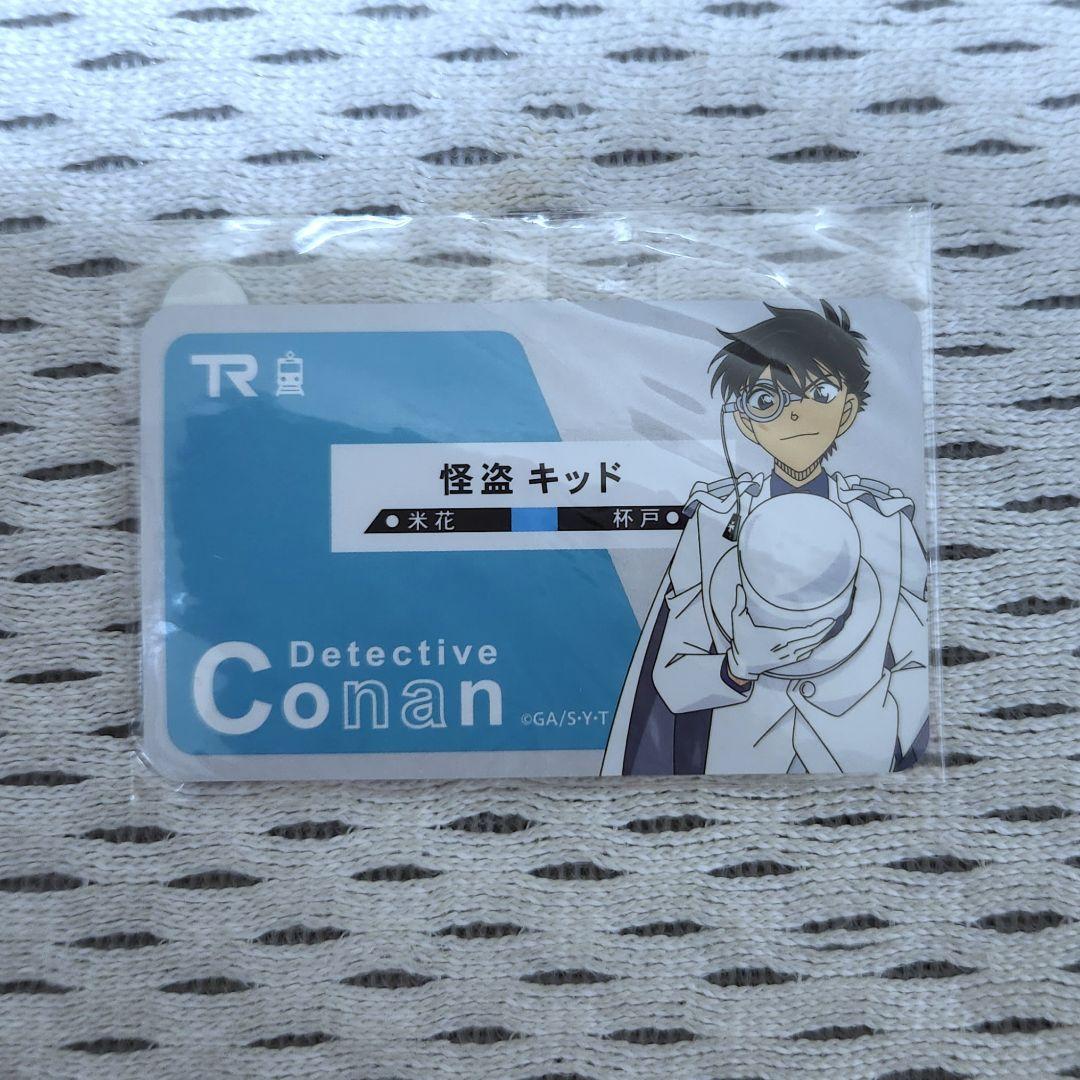 TR
怪盗 キッド
米花 杯戸
Detective
Conan
©GA/S・Y・T